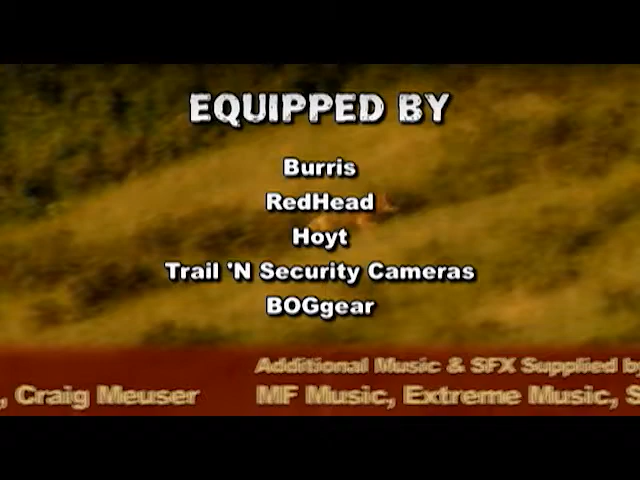 EQUIPPED BY
Burris
RedHead
Hoyt
Trail 'N Security Cameras
BOGgear
Additional Music & SFX Supplied by
, Craig Meuser MF Music, Extreme Music, S